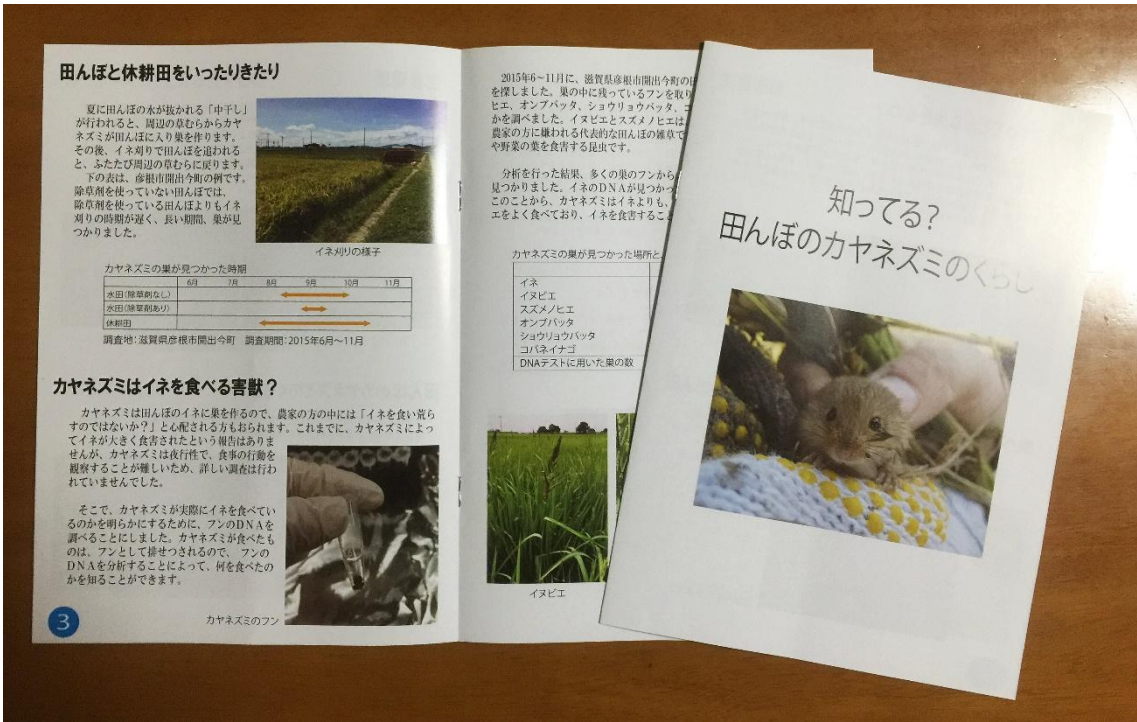 田んぼと休耕田をいったりきたり
夏に田んぼの水が抜かれる「中干し」
が行われると、周辺の草むらからカヤ
ネズミが田んぼに入り巣を作ります。
その後、イネ刈りで田んぼを追われる
と、ふたたび周辺の草むらに戻ります。
下の表は、彦根市開出今町の例です。
除草剤を使っていない田んぼでは、
除草剤を使っている田んぼよりもイネ
刈りの時期が遅く、長い期間、巣が見
つかりました。
イネ刈りの様子
カヤネズミの巣が見つかった時期
6月 7月 8月 9月 10月 11月
水田(除草剤なし)
水田(除草剤あり)
休耕田
調査地:滋賀県彦根市開出今町 調査期間:2015年6月~11月
カヤネズミはイネを食べる害獣?
カヤネズミは田んぼのイネに巣を作るので、農家の方の中には「イネを食い荒ら
すのではないか?」と心配される方もおられます。これまでに、カヤネズミによっ
てイネが大きく食害されたという報告はありま
せんが、カヤネズミは夜行性で、食事の行動を
観察することが難しいため、詳しい調査は行わ
れていませんでした。
そこで、カヤネズミが実際にイネを食べてい
るのかを明らかにするために、フンのDNAを
調べることにしました。カヤネズミが食べたも
のは、フンとして排せつされるので、フンの
DNAを分析することによって、何を食べたの
かを知ることができます。
カヤネズミのフン
3
2015年6~11月に、滋賀県彦根市開出今町の
を探しました。巣の中に残っているフンを取り
ヒエ、オンブバッタ、ショウリョウバッタ、
かを調べました。イヌビエとスズメノヒエは
農家の方に嫌われる代表的な田んぼの雑草で
や野菜の葉を食害する昆虫です。
分析を行った結果、多くの巣のフンから
見つかりました。イネのDNAが見つかっ
このことから、カヤネズミはイネよりも、
エをよく食べており、イネを食害するこ
カヤネズミの巣が見つかった場所と、
イネ
イヌビエ
スズメノヒエ
オンブバッタ
ショウリョウバッタ
コバネイナゴ
DNAテストに用いた巣の数
イヌビエ
知ってる?
田んぼのカヤネズミのくらし